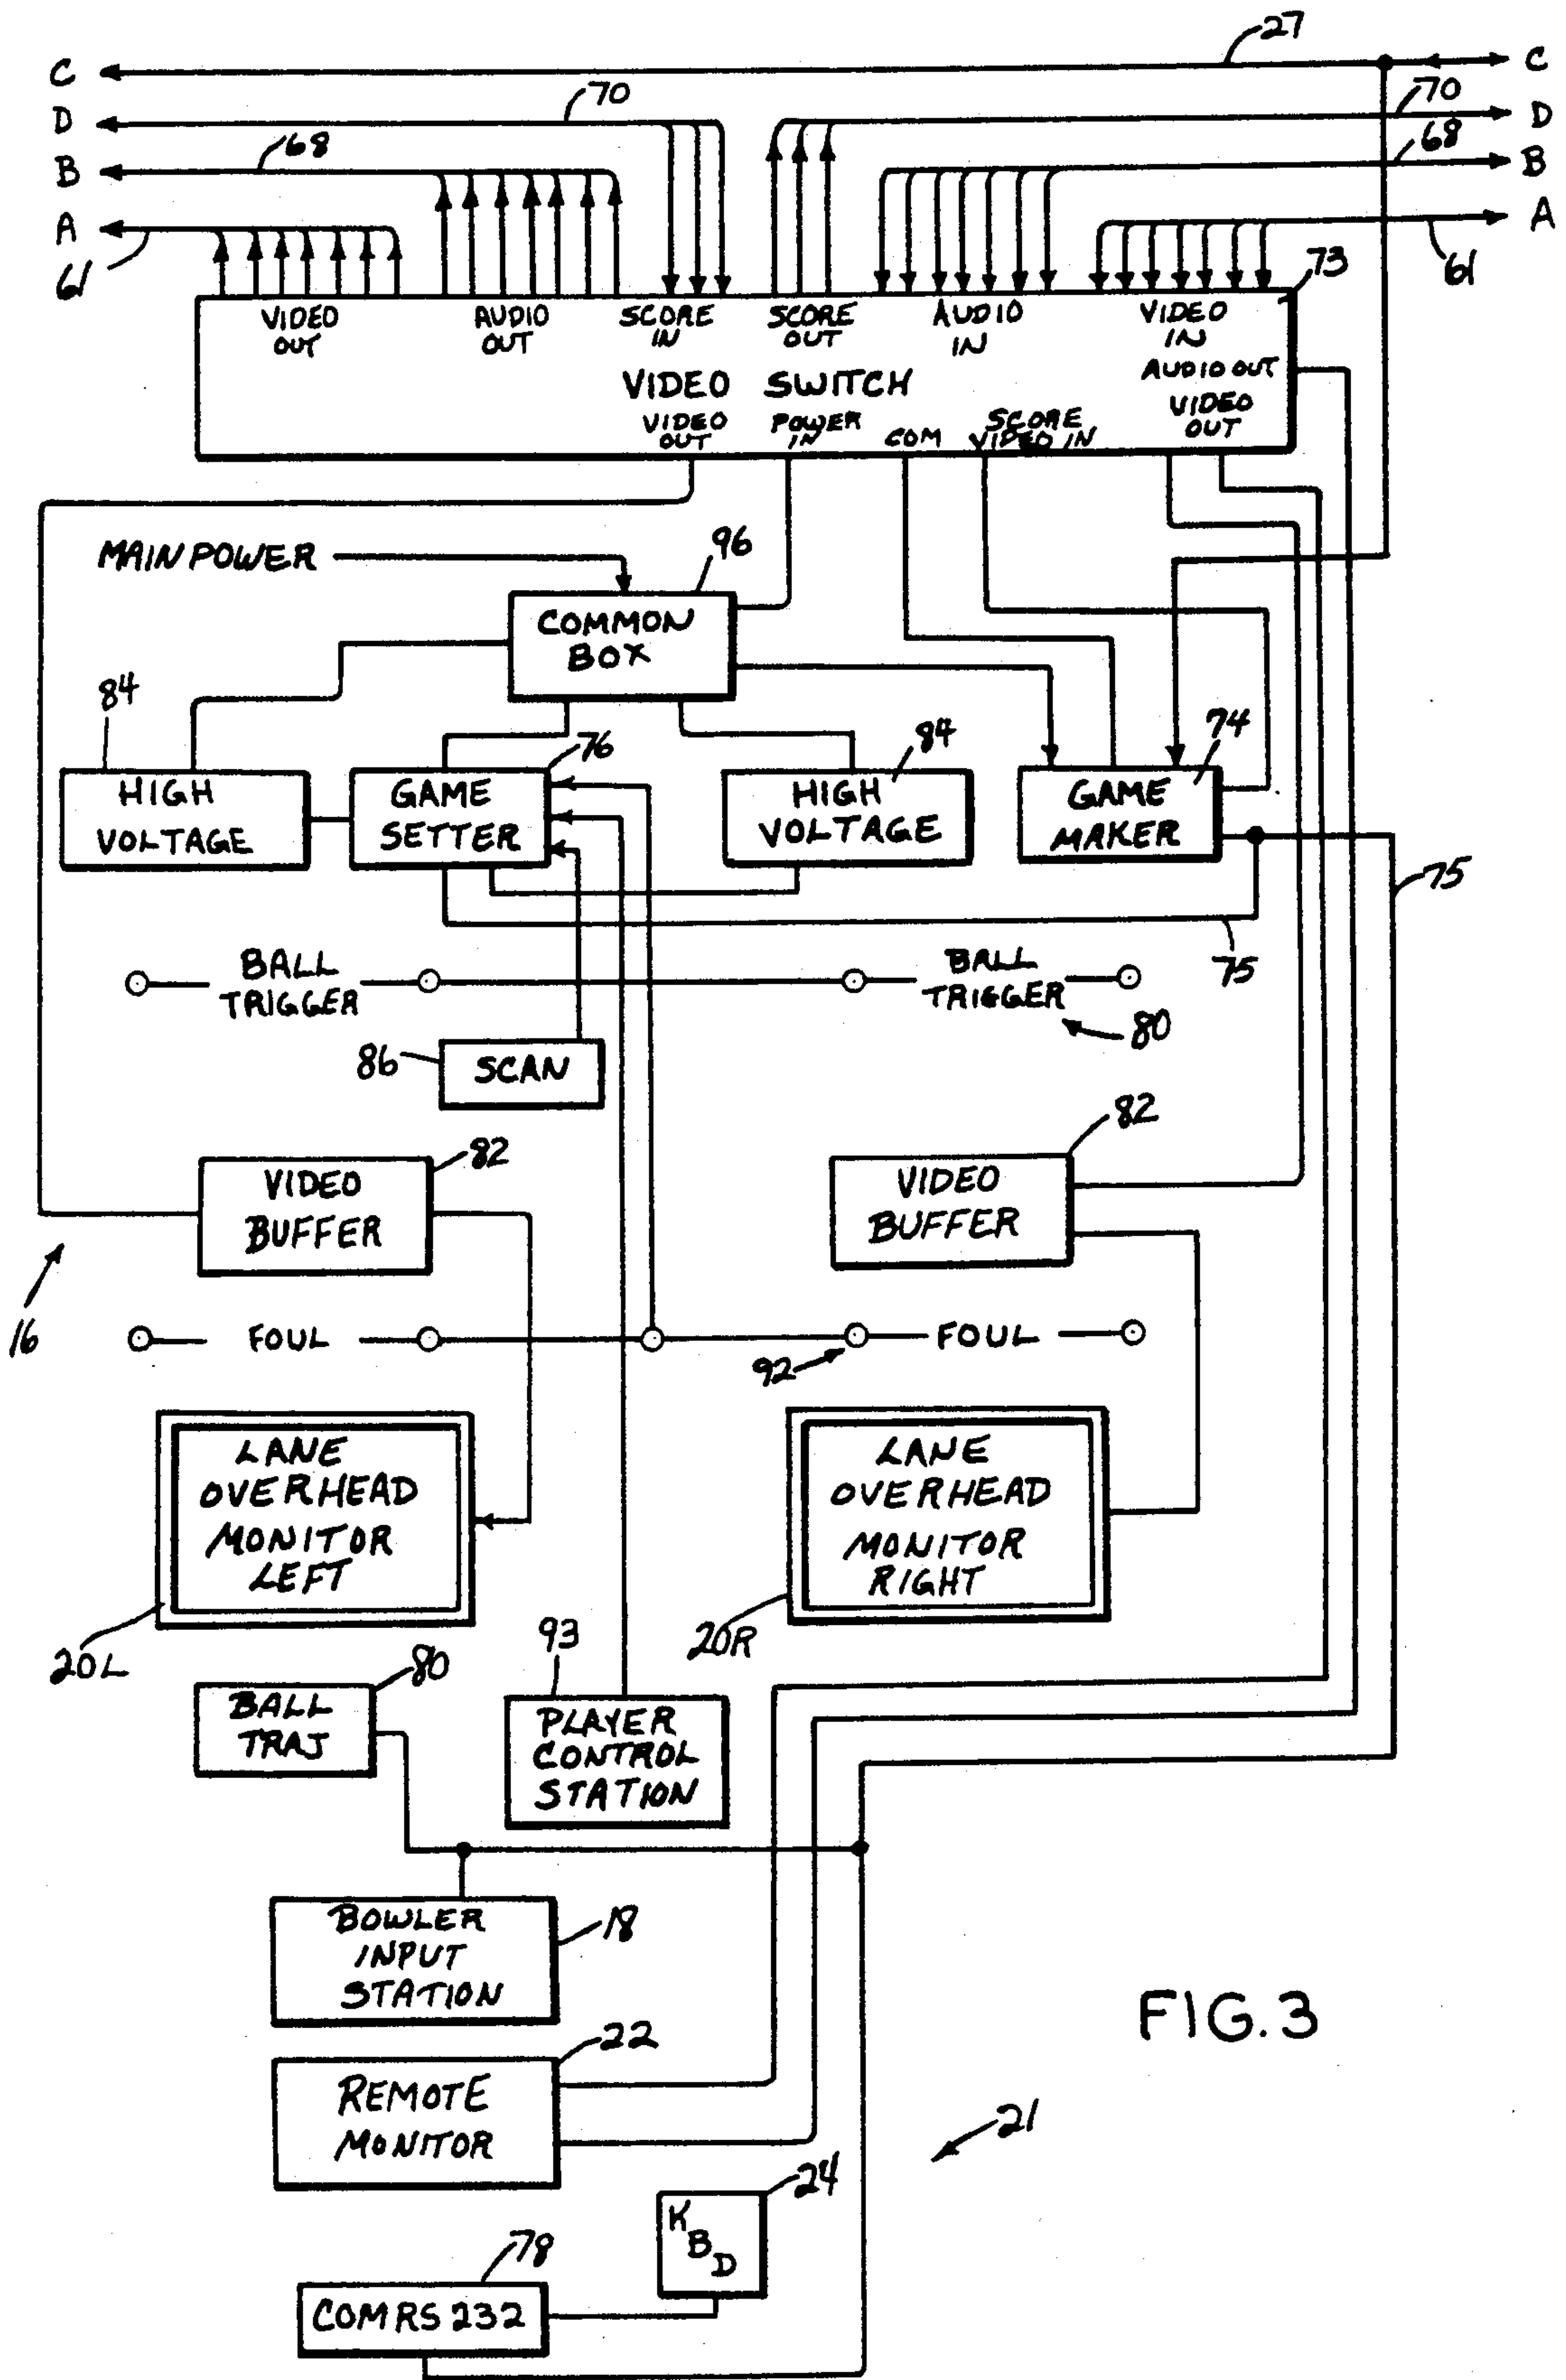 27
C
C
70
70
D
D
68
68
B
B
A
A
61
61
73
VIDEO
OUT
AUDIO
OUT
SCORE
IN
SCORE
OUT
AUDIO
IN
VIDEO
IN
VIDEO SWITCH
AUDIO OUT
VIDEO
OUT
VIDEO
OUT
POWER
IN
COM
SCORE
VIDEO IN
MAIN POWER
96
COMMON
BOX
84
76
84
74
HIGH
VOLTAGE
GAME
SETTER
HIGH
VOLTAGE
GAME
MAKER
75
75
BALL
TRIGGER
BALL
TRIGGER
80
86
SCAN
82
82
VIDEO
BUFFER
VIDEO
BUFFER
16
FOUL
FOUL
92
LANE
OVERHEAD
MONITOR
LEFT
LANE
OVERHEAD
MONITOR
RIGHT
20L
20R
80
93
BALL
TRAJ
PLAYER
CONTROL
STATION
BOWLER
INPUT
STATION
18
FIG. 3
22
REMOTE
MONITOR
21
24
KBD
78
COM RS 232